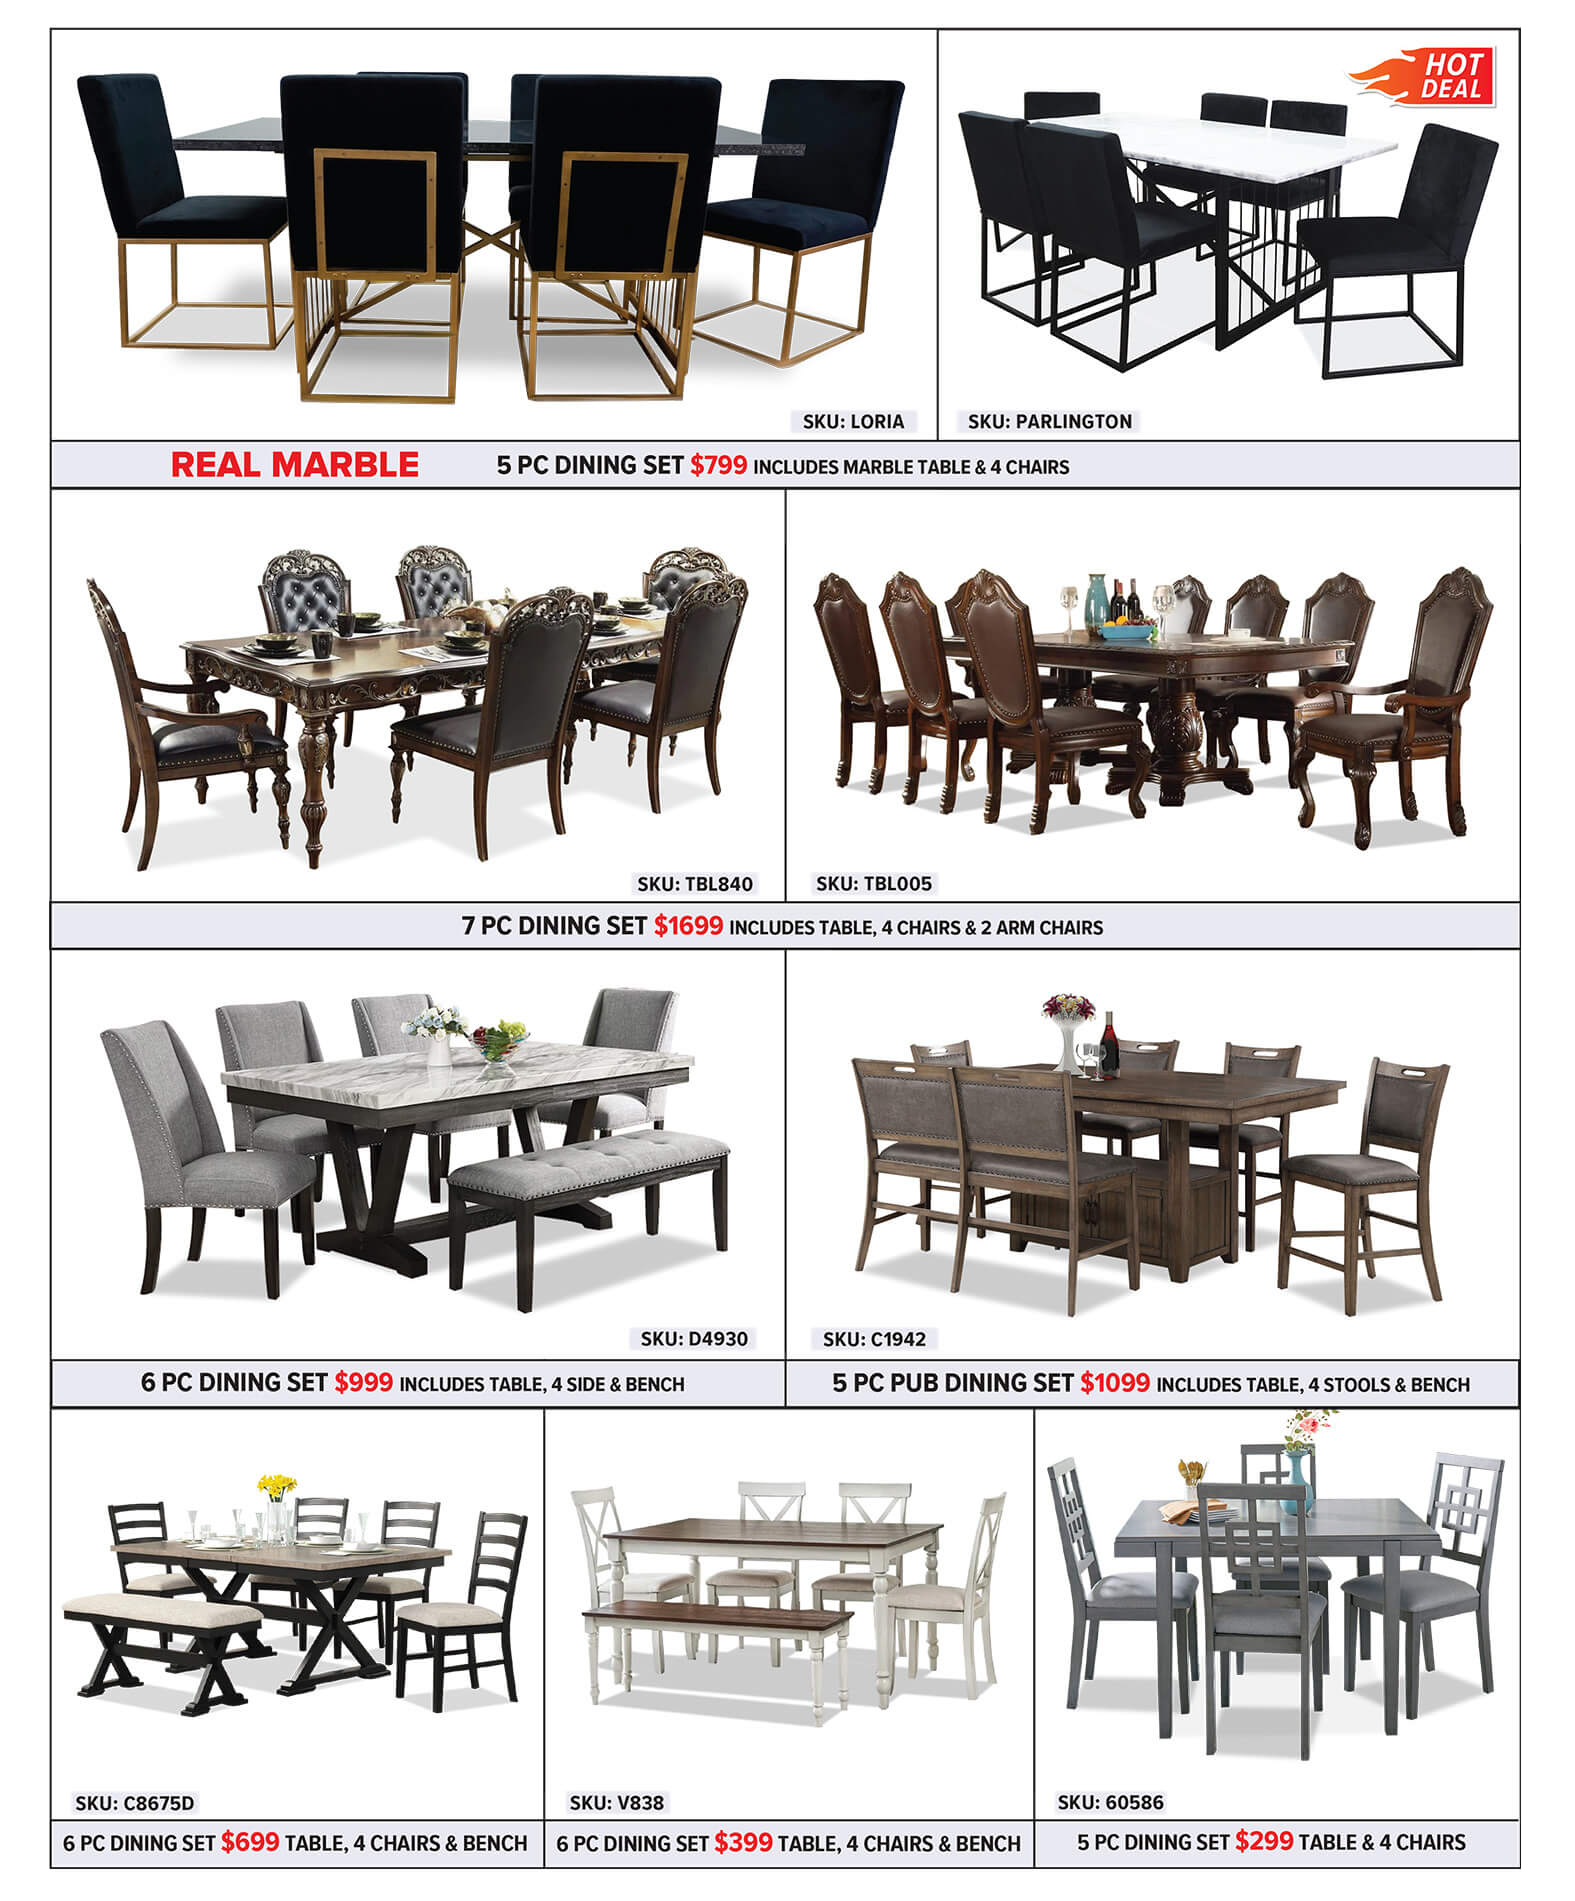 HOT
DEAL
SKU: LORIA
SKU: PARLINGTON
REAL MARBLE 5 PC DINING SET $799 INCLUDES MARBLE TABLE & 4 CHAIRS
SKU: TBL840
SKU: TBL005
7 PC DINING SET $1699 INCLUDES TABLE, 4 CHAIRS & 2 ARM CHAIRS
SKU: D4930
SKU: C1942
6 PC DINING SET $999 INCLUDES TABLE, 4 SIDE & BENCH
5 PC PUB DINING SET $1099 INCLUDES TABLE, 4 STOOLS & BENCH
SKU: C8675D
SKU: V838
SKU: 60586
6 PC DINING SET $699 TABLE, 4 CHAIRS & BENCH
6 PC DINING SET $399 TABLE, 4 CHAIRS & BENCH
5 PC DINING SET $299 TABLE & 4 CHAIRS